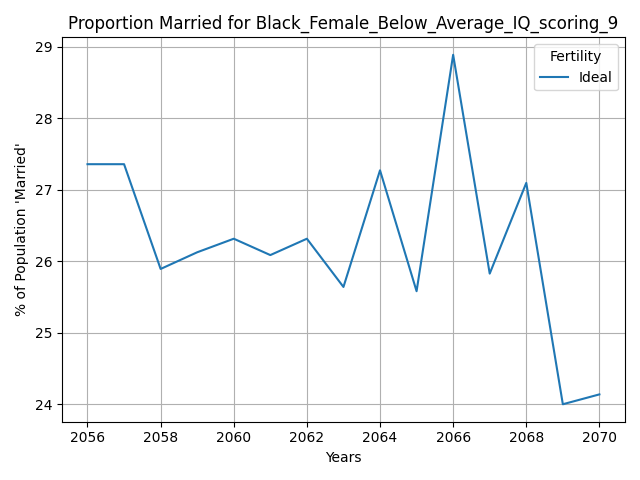 Proportion Married for Black_Female_Below_Average_IQ_scoring_9
% of Population 'Married'
29
28
27
26
25
24
Fertility
Ideal
2056 2058 2060 2062 2064 2066 2068 2070
Years